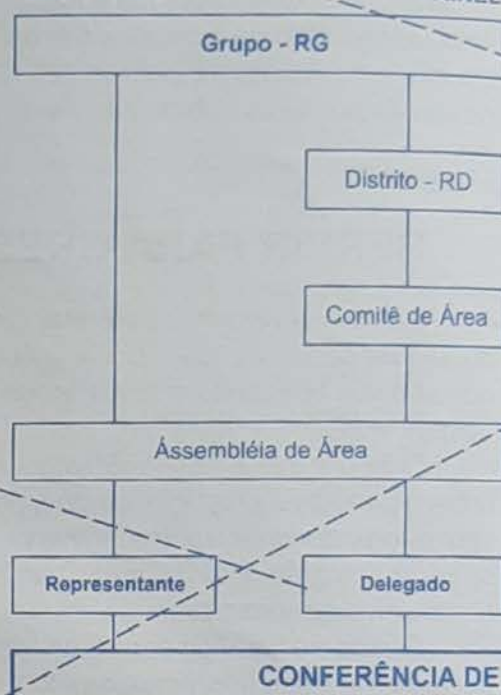 Grupo - RG
Distrito - RD
Comitê de Área
Ássembléia de Área
Representante
Delegado
CONFERÊNCIA DE